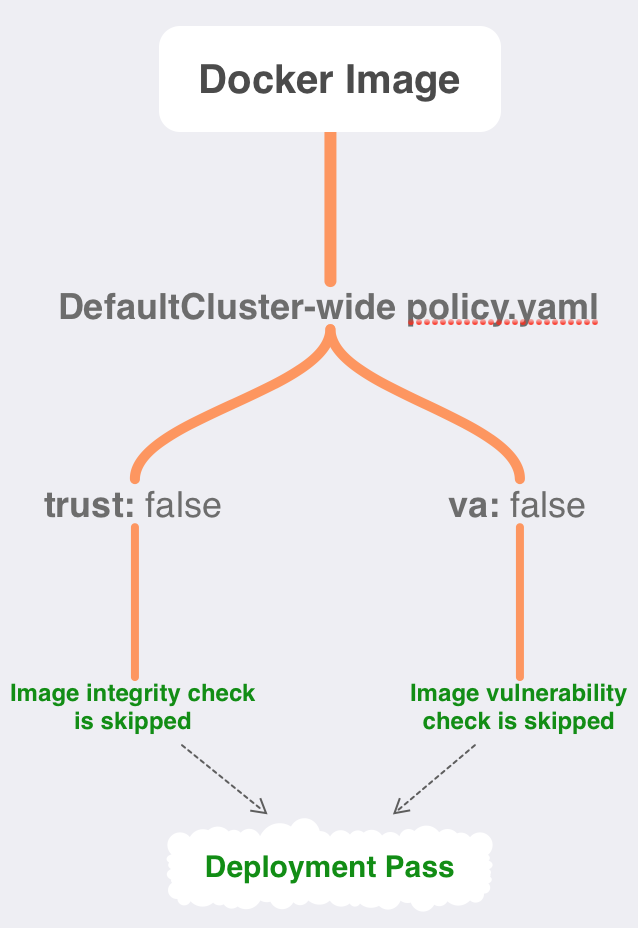 Docker Image
DefaultCluster-wide policy.yaml
trust: false
va: false
Image integrity check
is skipped
Image vulnerability
check is skipped
Deployment Pass